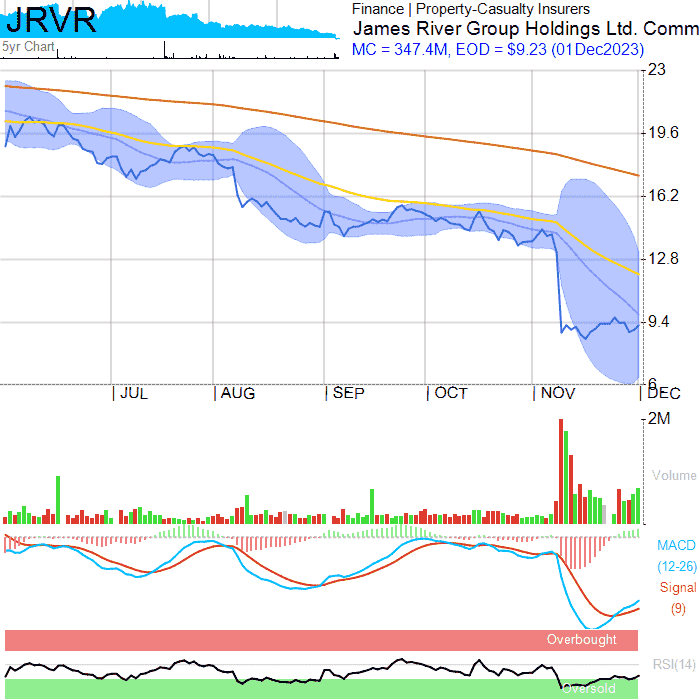 JRVR
5yr Chart
Finance | Property-Casualty Insurers
James River Group Holdings Ltd. Comm
MC = 347.4M, EOD = $9.23 (01Dec2023)
23
19.6
16.2
12.8
9.4
6
JUL
AUG
SEP
OCT
NOV
DEC
2M
Volume
MACD
(12-26)
Signal
(9)
Overbought
RSI(14)
Oversold